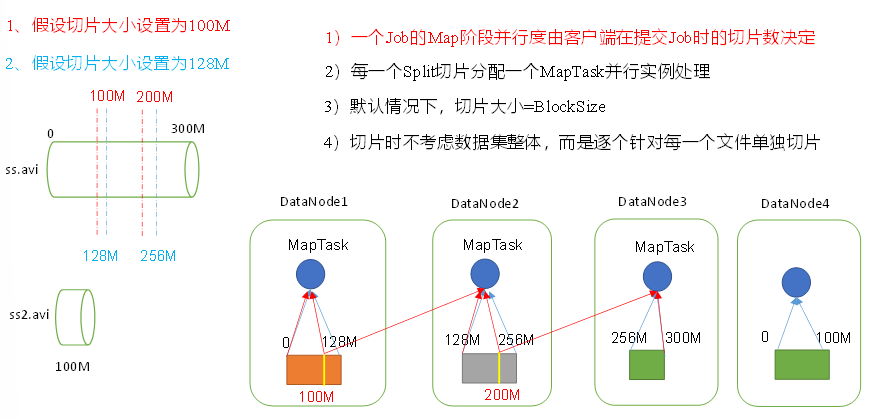 1、假设切片大小设置为100M
2、假设切片大小设置为128M
100M 200M
0 300M
ss.avi
128M 256M
ss2.avi
100M
1）一个Job的Map阶段并行度由客户端在提交Job时的切片数决定
2）每一个Split切片分配一个MapTask并行实例处理
3）默认情况下，切片大小=BlockSize
4）切片时不考虑数据集整体，而是逐个针对每一个文件单独切片
DataNode1
MapTask
0 128M
100M
DataNode2
MapTask
128M 256M
200M
DataNode3
MapTask
256M 300M
DataNode4
0 100M